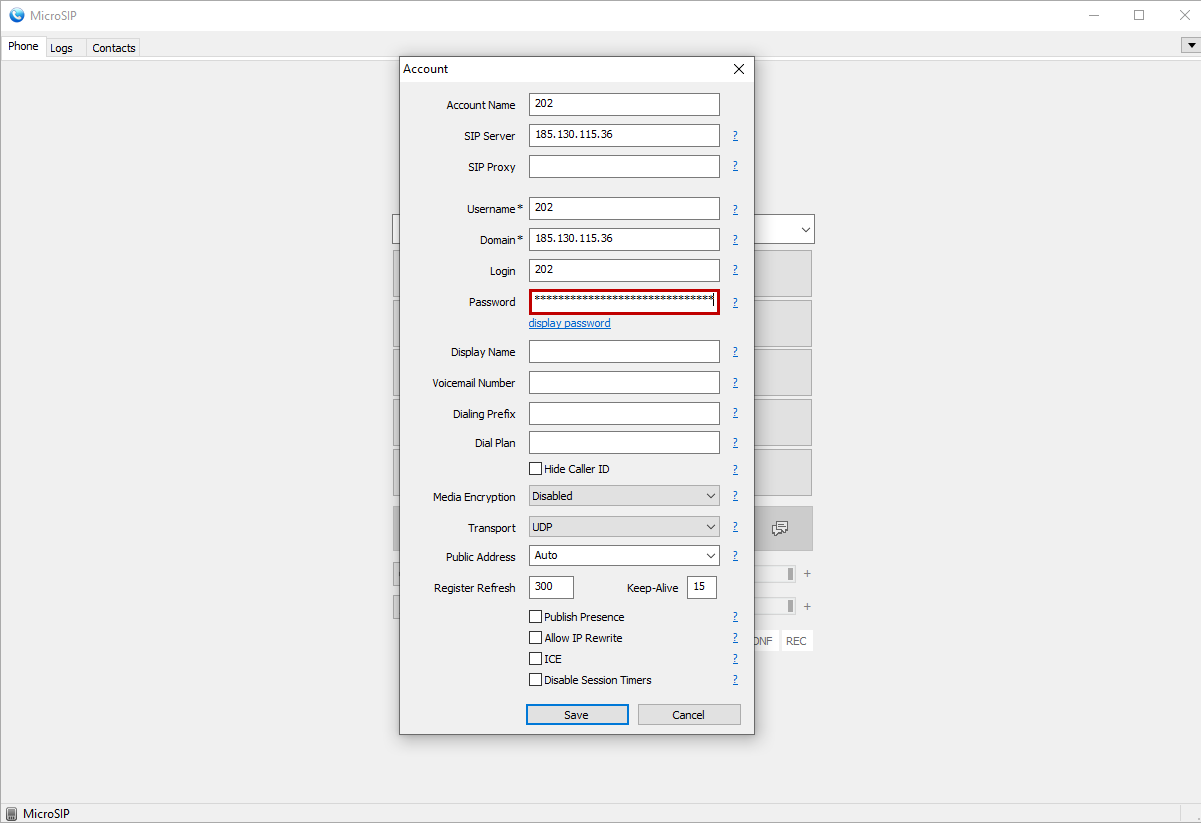 MicroSIP
Phone Logs Contacts
Account
Account Name 202
SIP Server 185.130.115.36 ?
SIP Proxy ?
Username* 202 ?
Domain* 185.130.115.36 ?
Login 202 ?
Password ****************************** ?
display password
Display Name ?
Voicemail Number ?
Dialing Prefix ?
Dial Plan ?
Hide Caller ID ?
Media Encryption Disabled ?
Transport UDP ?
Public Address Auto ?
Register Refresh 300 Keep-Alive 15
+
Publish Presence ?
+
Allow IP Rewrite ?
ONF REC
ICE ?
Disable Session Timers ?
Save Cancel
MicroSIP